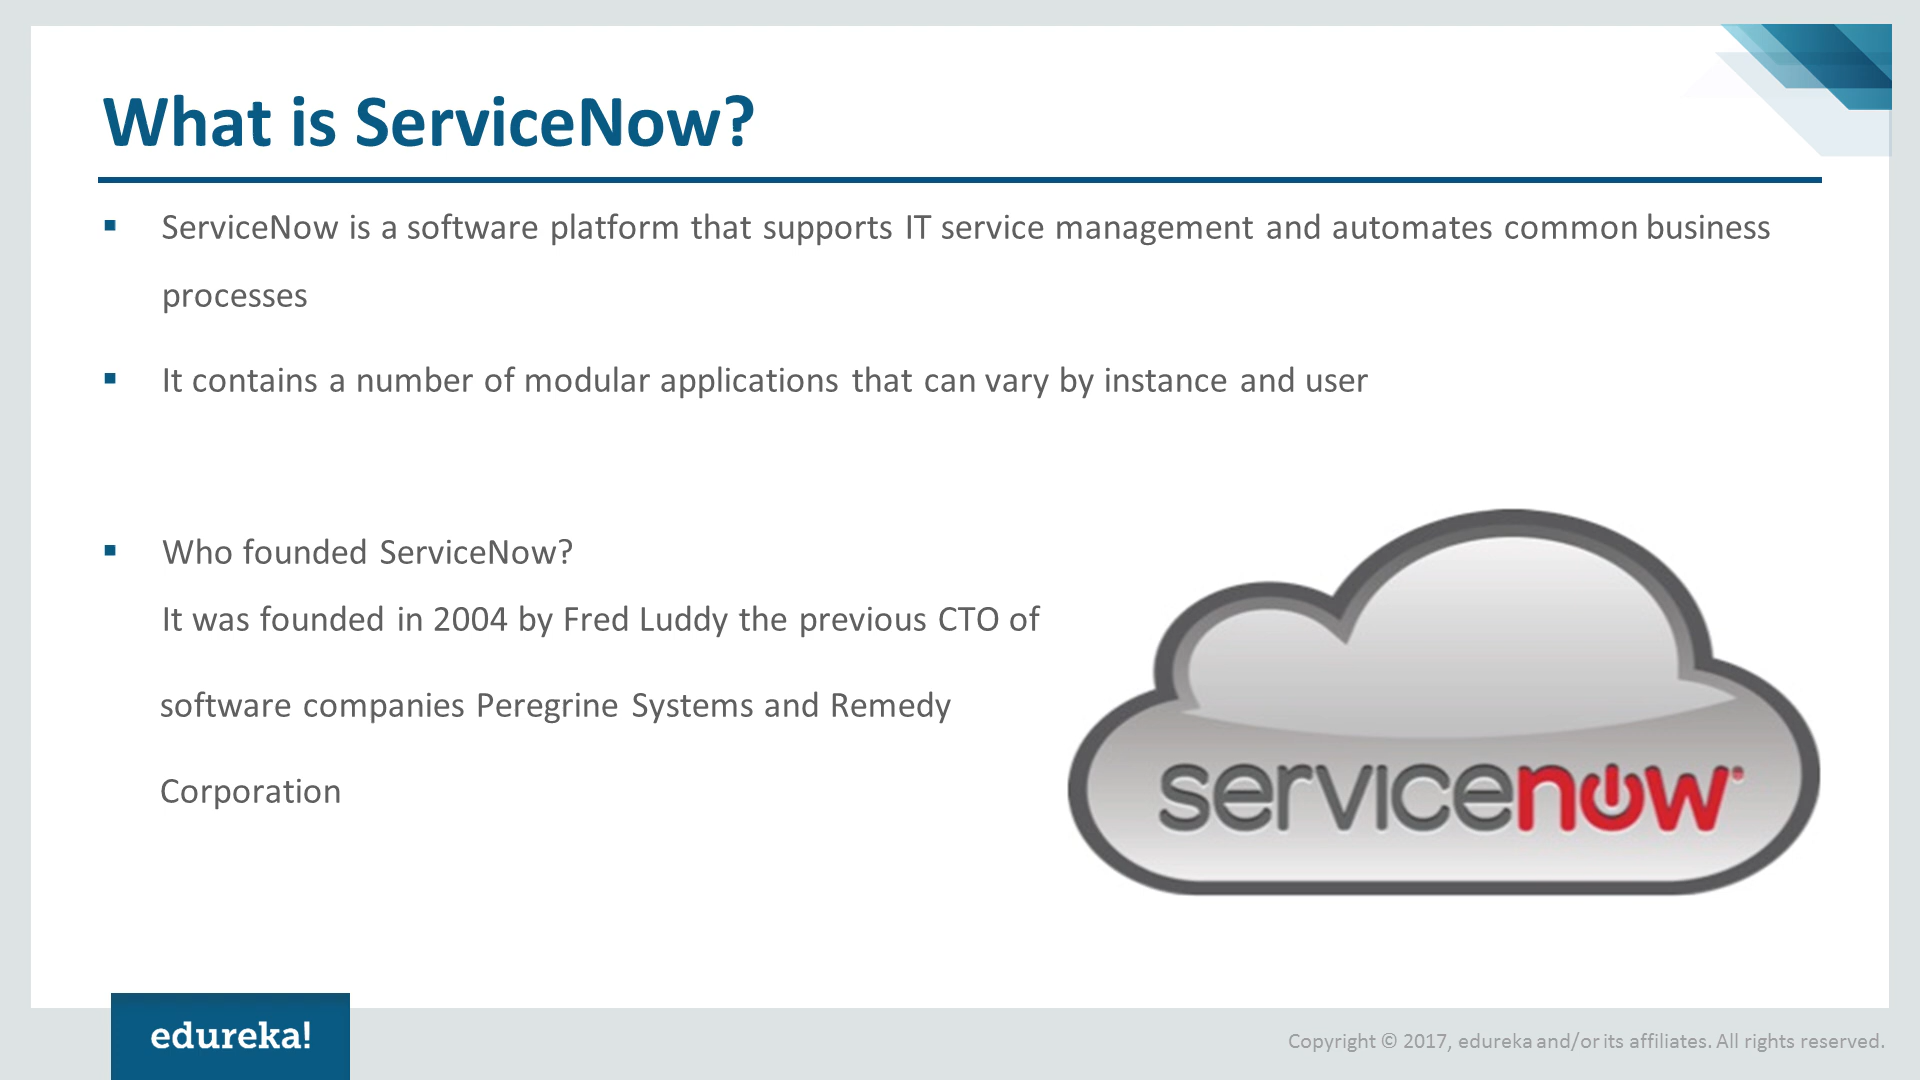 What is ServiceNow?
▪ ServiceNow is a software platform that supports IT service management and automates common business
processes
▪ It contains a number of modular applications that can vary by instance and user
▪ Who founded ServiceNow?
It was founded in 2004 by Fred Luddy the previous CTO of
software companies Peregrine Systems and Remedy
Corporation
servicenow
edureka!
Copyright © 2017, edureka and/or its affiliates. All rights reserved.